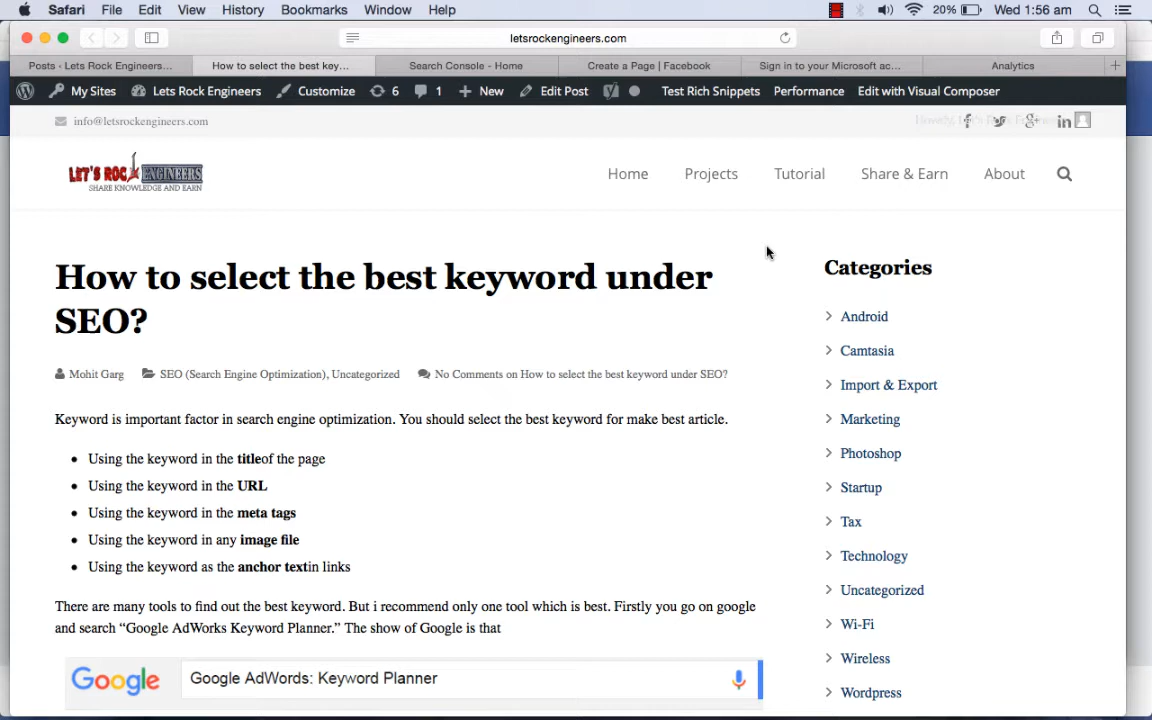 Safari File Edit View History Bookmarks Window Help 20% Wed 1:56 am
letsrockengineers.com
Posts ‹ Lets Rock Engineers... How to select the best key... Search Console - Home Create a Page | Facebook Sign in to your Microsoft ac... Analytics
My Sites Lets Rock Engineers Customize 6 1 New Edit Post Test Rich Snippets Performance Edit with Visual Composer
info@letsrockengineers.com
LET'S ROCK ENGINEERS
SHARE KNOWLEDGE AND EARN
Home Projects Tutorial Share & Earn About
How to select the best keyword under
SEO?
Mohit Garg SEO (Search Engine Optimization), Uncategorized No Comments on How to select the best keyword under SEO?
Keyword is important factor in search engine optimization. You should select the best keyword for make best article.
• Using the keyword in the titleof the page
• Using the keyword in the URL
• Using the keyword in the meta tags
• Using the keyword in any image file
• Using the keyword as the anchor textin links
There are many tools to find out the best keyword. But i recommend only one tool which is best. Firstly you go on google
and search “Google AdWorks Keyword Planner.” The show of Google is that
Google Google AdWords: Keyword Planner
Categories
Android
Camtasia
Import & Export
Marketing
Photoshop
Startup
Tax
Technology
Uncategorized
Wi-Fi
Wireless
Wordpress